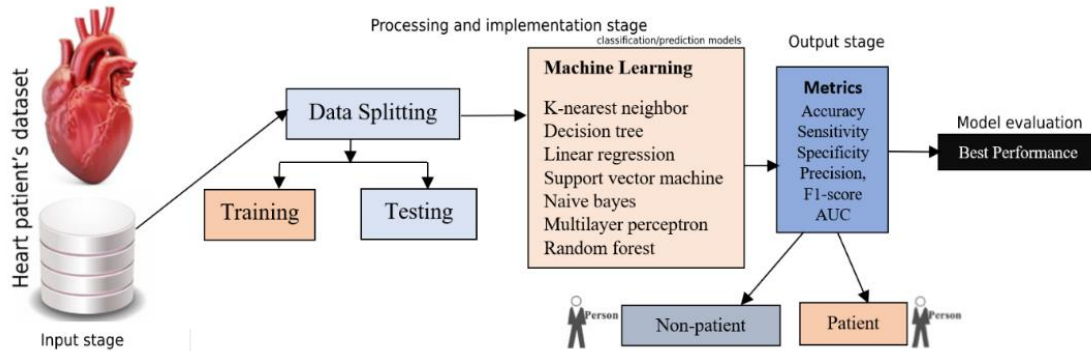 Heart patient's dataset
Input stage
Processing and implementation stage
Data Splitting
Training
Testing
classification/prediction models
Machine Learning
K-nearest neighbor
Decision tree
Linear regression
Support vector machine
Naive bayes
Multilayer perceptron
Random forest
Output stage
Metrics
Accuracy
Sensitivity
Specificity
Precision,
F1-score
AUC
Model evaluation
Best Performance
Person
Non-patient
Patient
Person